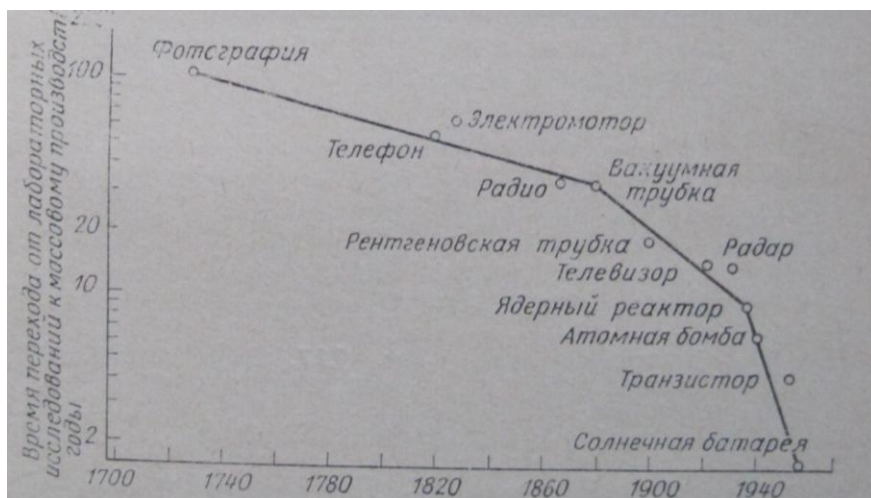 Время перехода от лабораторных
исследований к массовому производств
годы
100
20
10
2
Фотография
Электромотор
Телефон
Вакуумная
трубка
Радио
Рентгеновская трубка
Радар
Телевизор
Ядерный реактор
Атомная бомба
Транзистор
Солнечная батарея
1700
1740
1780
1820
1860
1900
1940